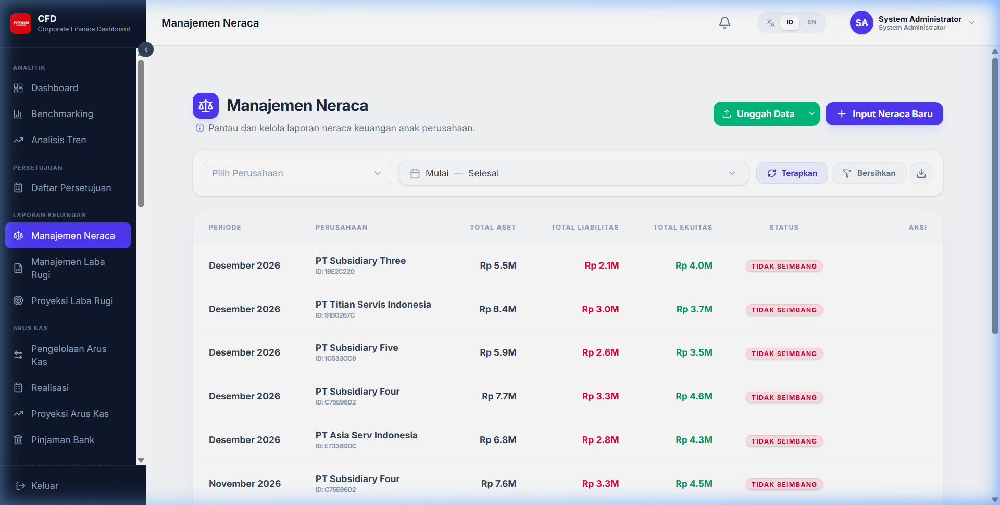 TITIAN
CFD
Corporate Finance Dashboard
Manajemen Neraca
ID
EN
SA
System Administrator
System Administrator
ANALITIK
Dashboard
Benchmarking
Analisis Tren
PERSETUJUAN
Daftar Persetujuan
LAPORAN KEUANGAN
Manajemen Neraca
Manajemen Laba
Rugi
Proyeksi Laba Rugi
ARUS KAS
Pengelolaan Arus
Kas
Realisasi
Proyeksi Arus Kas
Pinjaman Bank
Keluar
Manajemen Neraca
Pantau dan kelola laporan neraca keuangan anak perusahaan.
Unggah Data
Input Neraca Baru
Pilih Perusahaan
Mulai — Selesai
Terapkan
Bersihkan
PERIODE PERUSAHAAN TOTAL ASET TOTAL LIABILITAS TOTAL EKUITAS STATUS AKSI
Desember 2026 PT Subsidiary Three Rp 5.5M Rp 2.1M Rp 4.0M TIDAK SEIMBANG
ID: 19E2C220
Desember 2026 PT Titian Servis Indonesia Rp 6.4M Rp 3.0M Rp 3.7M TIDAK SEIMBANG
ID: 91B0267C
Desember 2026 PT Subsidiary Five Rp 5.9M Rp 2.6M Rp 3.5M TIDAK SEIMBANG
ID: 1C533CC9
Desember 2026 PT Subsidiary Four Rp 7.7M Rp 3.3M Rp 4.6M TIDAK SEIMBANG
ID: C75E96D2
Desember 2026 PT Asia Serv Indonesia Rp 6.8M Rp 2.8M Rp 4.3M TIDAK SEIMBANG
ID: E7336DDC
November 2026 PT Subsidiary Four Rp 7.6M Rp 3.3M Rp 4.5M TIDAK SEIMBANG
ID: C75E96D2